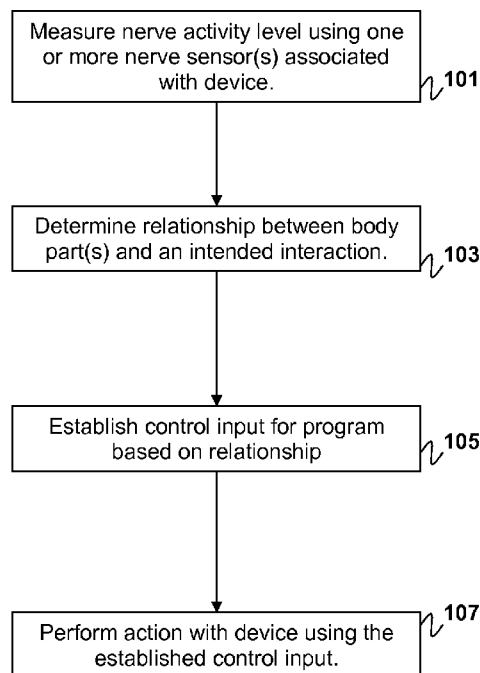 Measure nerve activity level using one
or more nerve sensor(s) associated
with device.
101
Determine relationship between body
part(s) and an intended interaction.
103
Establish control input for program
based on relationship
105
107
Perform action with device using the
established control input.